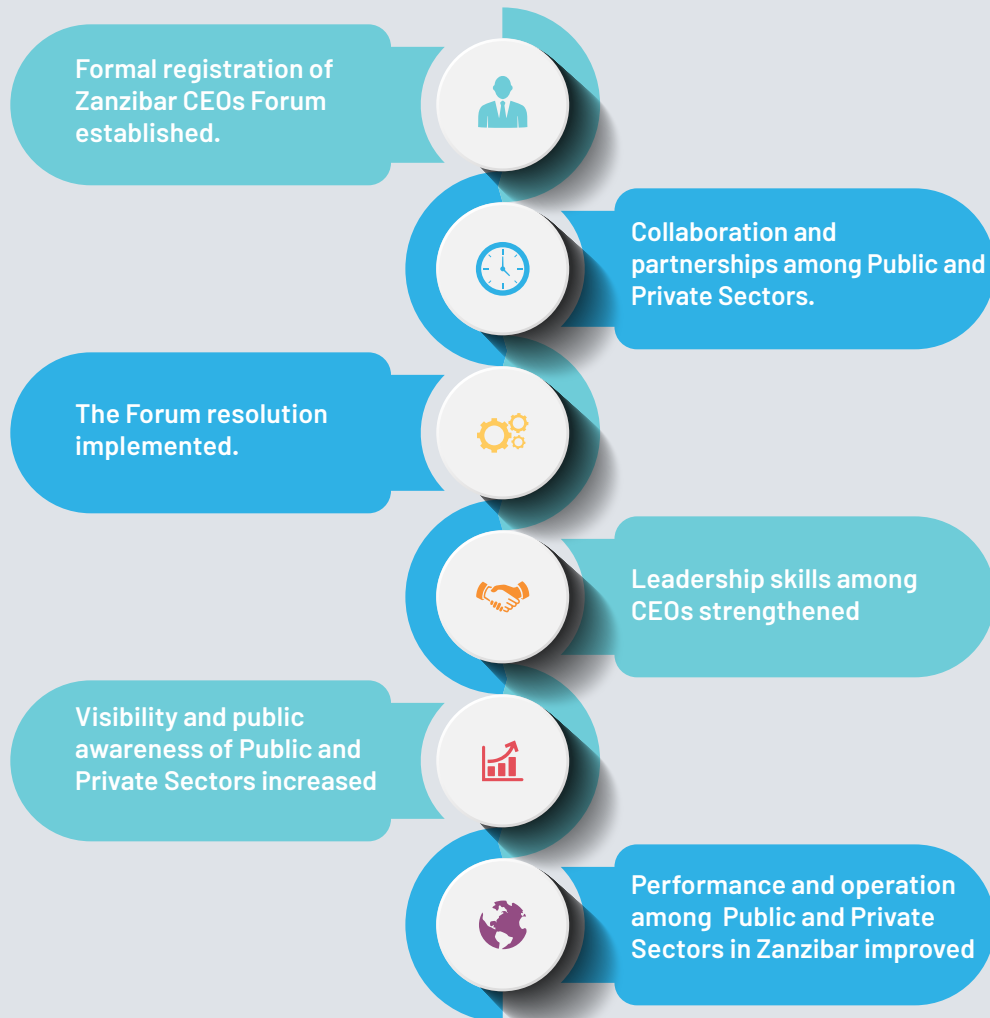 Formal registration of
Zanzibar CEOs Forum
established.
Collaboration and
partnerships among Public and
Private Sectors.
The Forum resolution
implemented.
Leadership skills among
CEOs strengthened
Visibility and public
awareness of Public and
Private Sectors increased
Performance and operation
among  Public and Private
Sectors in Zanzibar improved